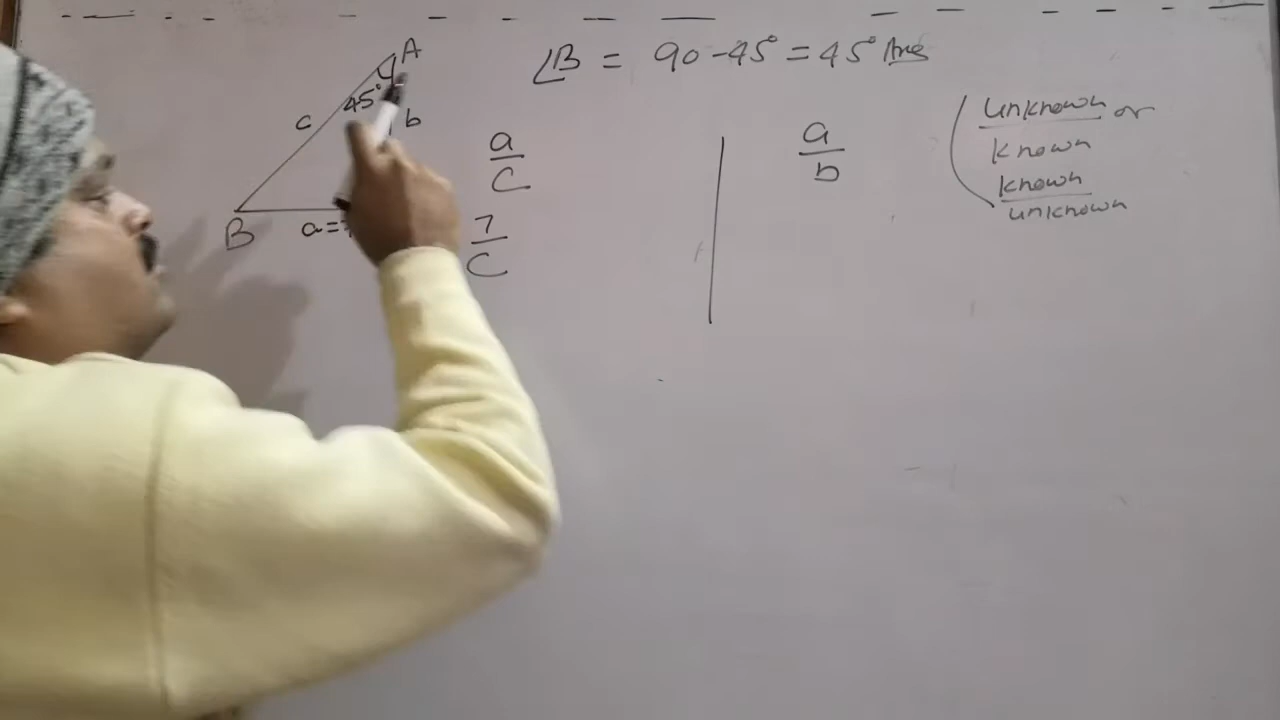 A
45°
c
b
B
a=
∠B = 90-45° = 45° Ans
a/c
7/c
a/b
unknown/known or
known/unknown